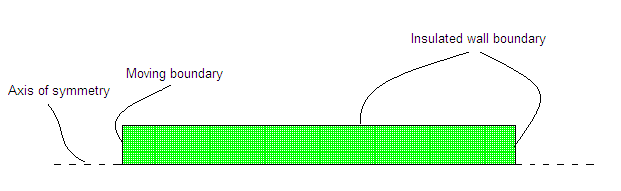 Insulated wall boundary
Moving boundary
Axis of symmetry